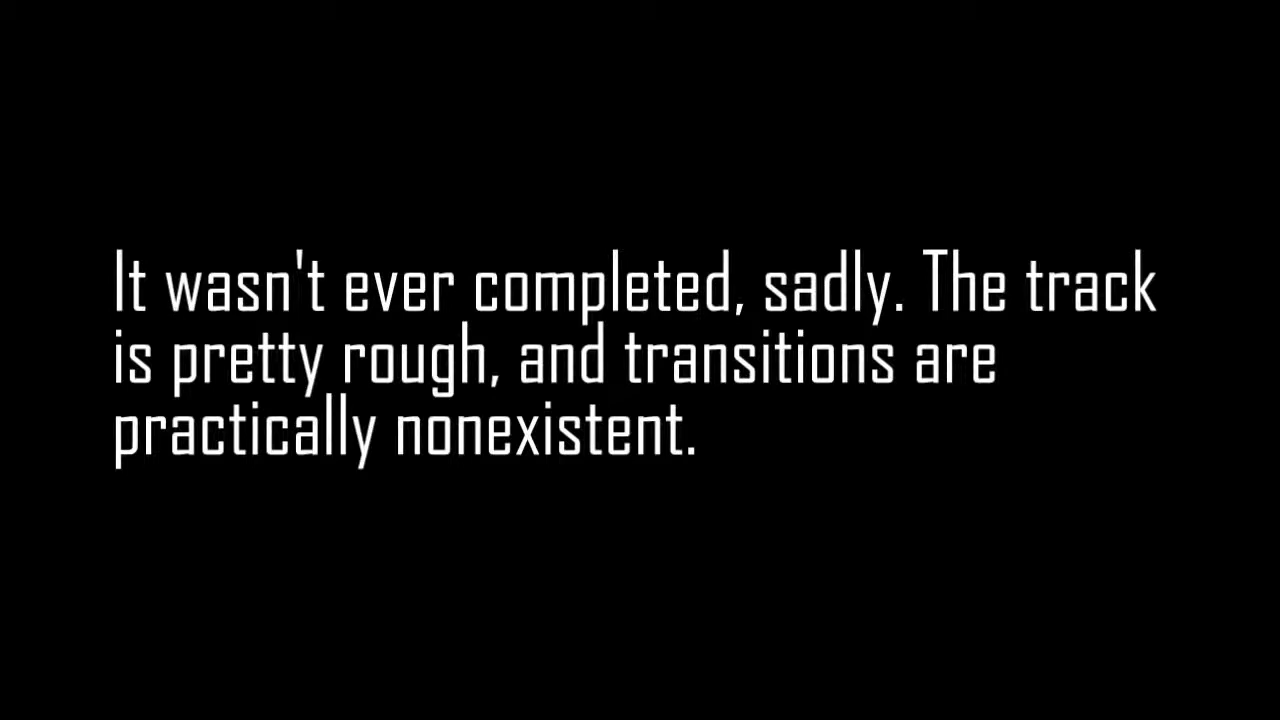 It wasn't ever completed, sadly. The track
is pretty rough, and transitions are
practically nonexistent.